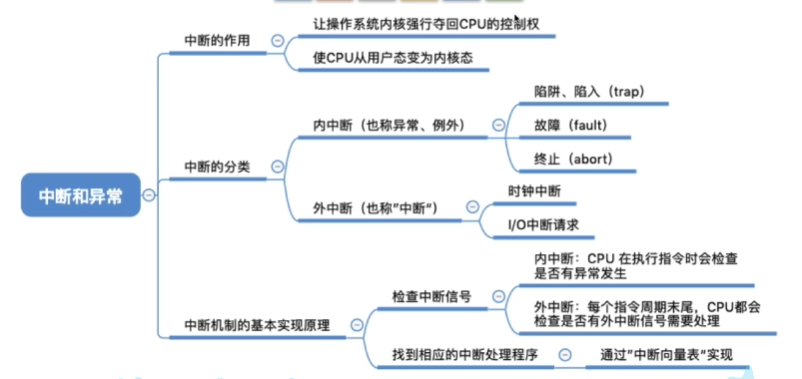 让操作系统内核强行夺回CPU的控制权
中断的作用
使CPU从用户态变为内核态
陷阱、陷入（trap）
内中断（也称异常、例外）
故障（fault）
中断的分类
终止（abort）
中断和异常
时钟中断
外中断（也称”中断“）
I/O中断请求
内中断：CPU 在执行指令时会检查
是否有异常发生
检查中断信号
外中断：每个指令周期末尾，CPU都会
检查是否有外中断信号需要处理
中断机制的基本实现原理
找到相应的中断处理程序
通过”中断向量表“实现